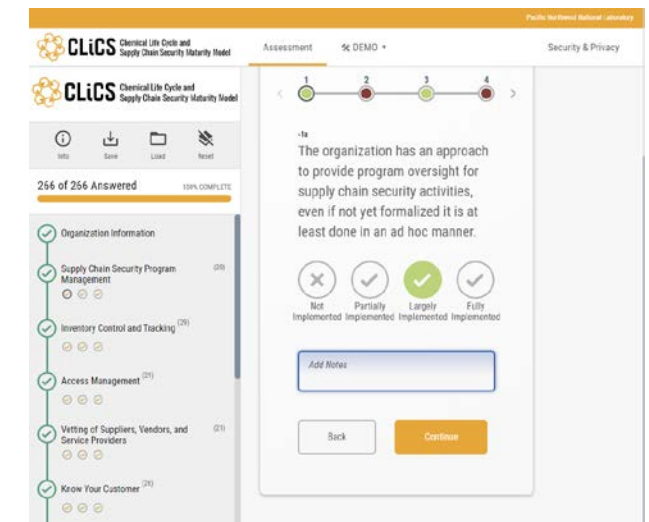 Pacific Northwest National Laboratory
CLiCS Chemical Life Cycle and
Supply Chain Security Maturity Model
Assessment
DEMO
Security & Privacy
CLiCS Chemical Life Cycle and
Supply Chain Security Maturity Model
Info Save Load Reset
266 of 266 Answered 100% COMPLETE
Organization Information
Supply Chain Security Program (20)
Management
Inventory Control and Tracking (29)
Access Management
Vetting of Suppliers, Vendors, and (21)
Service Providers
Know Your Customer
1 2 3 4
-1a
The organization has an approach
to provide program oversight for
supply chain security activities,
even if not yet formalized it is at
least done in an ad hoc manner.
Not Partially Largely Fully
Implemented Implemented Implemented Implemented
Add Notes
Back Continue